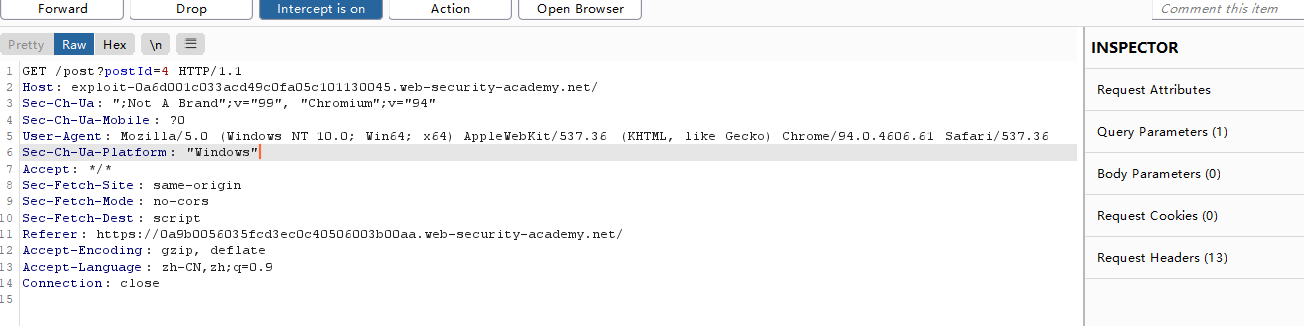 Forward Drop Intercept is on Action Open Browser Comment this item
Pretty Raw Hex \n
INSPECTOR
1 GET /post?postId=4 HTTP/1.1
2 Host: exploit-0a6d001c033acd49c0fa05c101130045.web-security-academy.net/
3 Sec-Ch-Ua: ";Not A Brand";v="99", "Chromium";v="94"
4 Sec-Ch-Ua-Mobile: ?0
5 User-Agent: Mozilla/5.0 (Windows NT 10.0; Win64; x64) AppleWebKit/537.36 (KHTML, like Gecko) Chrome/94.0.4606.61 Safari/537.36
6 Sec-Ch-Ua-Platform: "Windows"
7 Accept: */*
8 Sec-Fetch-Site: same-origin
9 Sec-Fetch-Mode: no-cors
10 Sec-Fetch-Dest: script
11 Referer: https://0a9b0056035fcd3ec0c40506003b00aa.web-security-academy.net/
12 Accept-Encoding: gzip, deflate
13 Accept-Language: zh-CN,zh;q=0.9
14 Connection: close
15
Request Attributes
Query Parameters (1)
Body Parameters (0)
Request Cookies (0)
Request Headers (13)